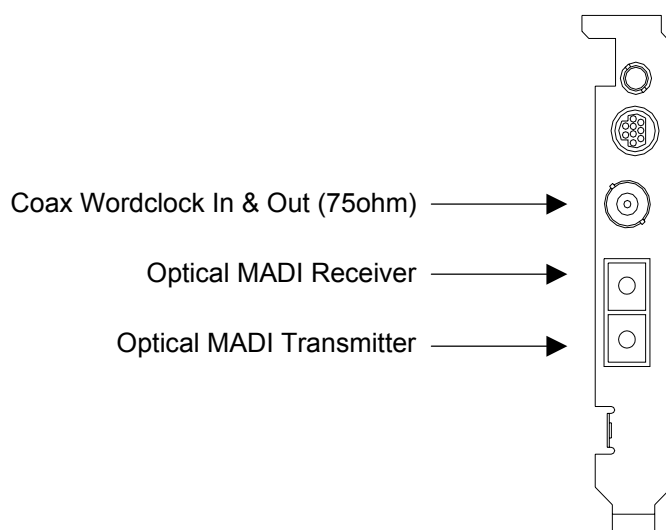 Coax Wordclock In & Out (75ohm)
Optical MADI Receiver
Optical MADI Transmitter